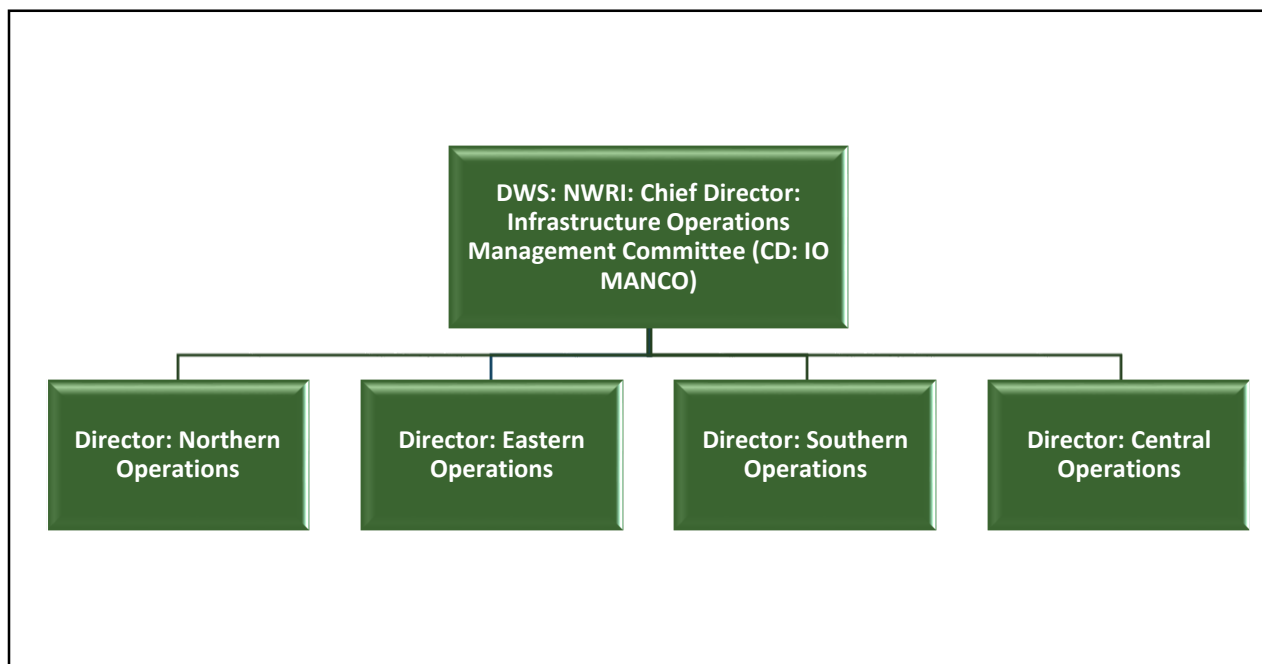 DWS: NWRI: Chief Director:
Infrastructure Operations
Management Committee (CD: IO
MANCO)
Director: Northern
Operations
Director: Eastern
Operations
Director: Southern
Operations
Director: Central
Operations